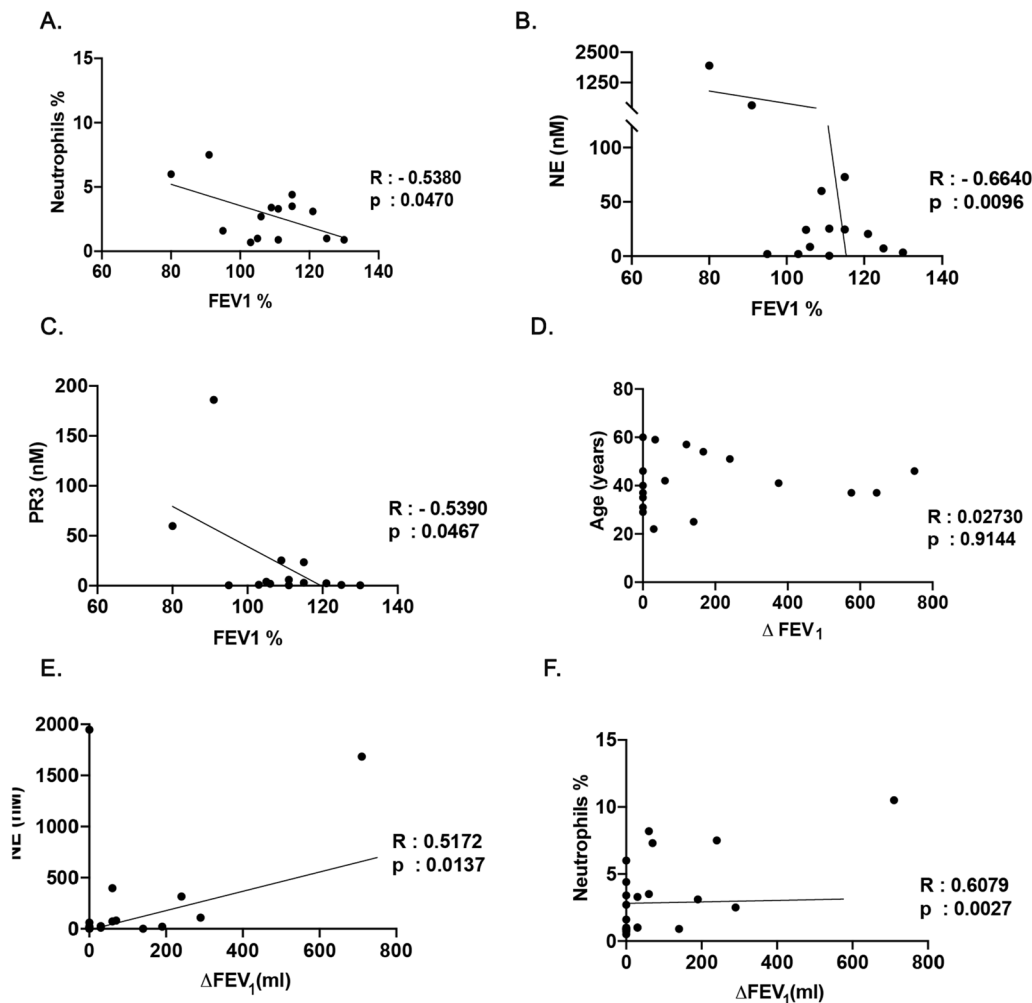 A.
15
10
5
0
Neutrophils %
60 80 100 120 140
FEV1 %
R : - 0.5380
p : 0.0470
B.
2500
1250
100
50
0
NE (nM)
60 80 100 120 140
FEV1 %
R : - 0.6640
p : 0.0096
C.
200
150
100
50
0
PR3 (nM)
60 80 100 120 140
FEV1 %
R : -0.5390
p : 0.0467
D.
80
60
40
20
0
Age (years)
0 200 400 600 800
Δ FEV1
R : 0.02730
p : 0.9144
E.
2000
1500
1000
500
0
NE (nM)
0 200 400 600 800
ΔFEV1(ml)
R : 0.5172
p : 0.0137
F.
15
10
5
0
Neutrophils %
0 200 400 600 800
ΔFEV1(ml)
R : 0.6079
p : 0.0027